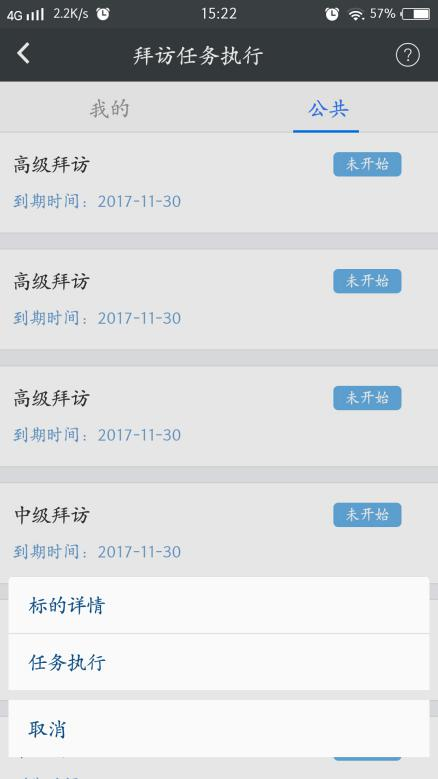 4G 2.2K/s 15:22 57%
拜访任务执行 ?
我的 公共
高级拜访 未开始
到期时间：2017-11-30
高级拜访 未开始
到期时间：2017-11-30
高级拜访 未开始
到期时间：2017-11-30
中级拜访 未开始
到期时间：2017-11-30
标的详情
任务执行
取消